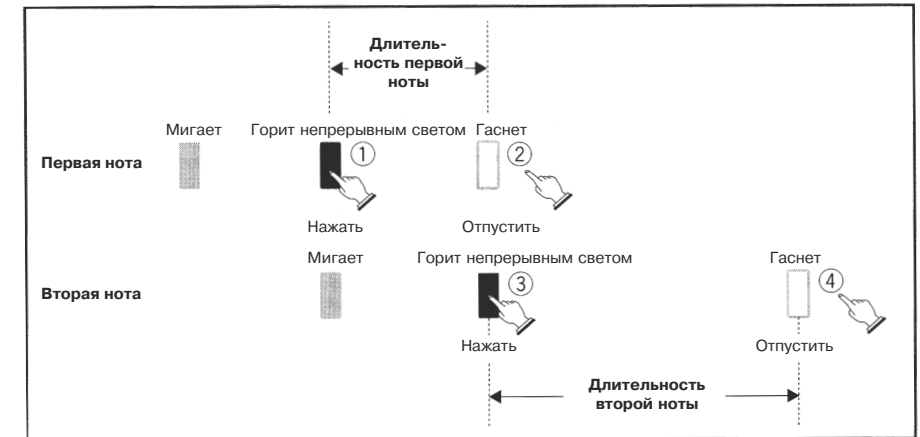 Длитель-
ность первой
ноты
Мигает Горит непрерывным светом Гаснет
Первая нота ① ②
Нажать Отпустить
Мигает Горит непрерывным светом Гаснет
Вторая нота ③ ④
Нажать Отпустить
Длительность
второй ноты